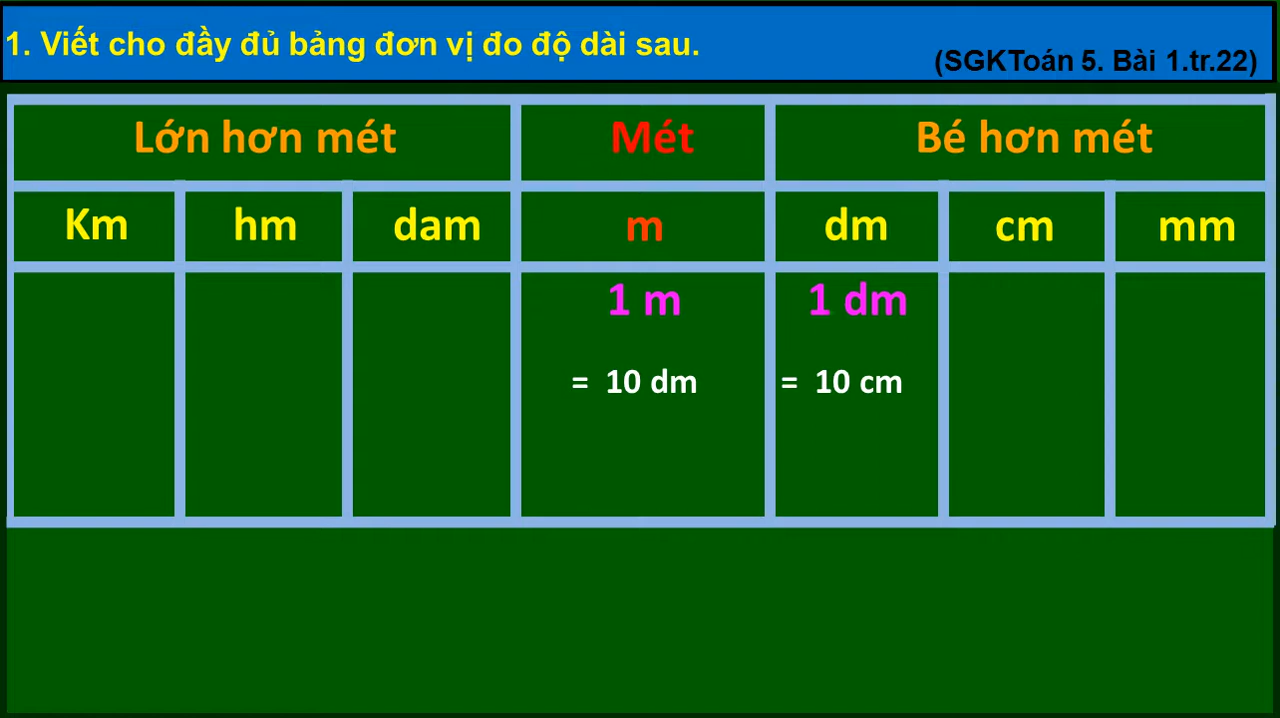 1. Viết cho đầy đủ bảng đơn vị đo độ dài sau.
(SGKToán 5. Bài 1.tr.22)
Lớn hơn mét Mét Bé hơn mét
Km hm dam m dm cm mm
1 m 1 dm
= 10 dm = 10 cm